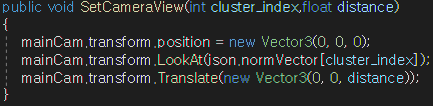 public void SetCameraView(int cluster_index,float distance)
{
mainCam.transform.position = new Vector3(0, 0, 0);
mainCam.transform.LookAt(json.normVector[cluster_index]);
mainCam.transform.Translate(new Vector3(0, 0, distance));
}